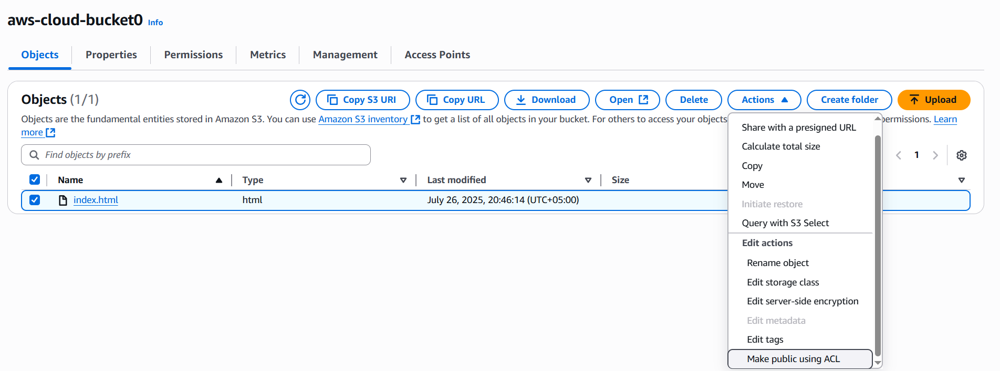 aws-cloud-bucket0 Info
Objects Properties Permissions Metrics Management Access Points
Objects (1/1) Copy S3 URI Copy URL Download Open Delete Actions Create folder Upload
Objects are the fundamental entities stored in Amazon S3. You can use Amazon S3 inventory to get a list of all objects in your bucket. For others to access your objects permissions. Learn
more
Find objects by prefix
1
Name Type Last modified Size
index.html html July 26, 2025, 20:46:14 (UTC+05:00)
Share with a presigned URL
Calculate total size
Copy
Move
Initiate restore
Query with S3 Select
Edit actions
Rename object
Edit storage class
Edit server-side encryption
Edit metadata
Edit tags
Make public using ACL